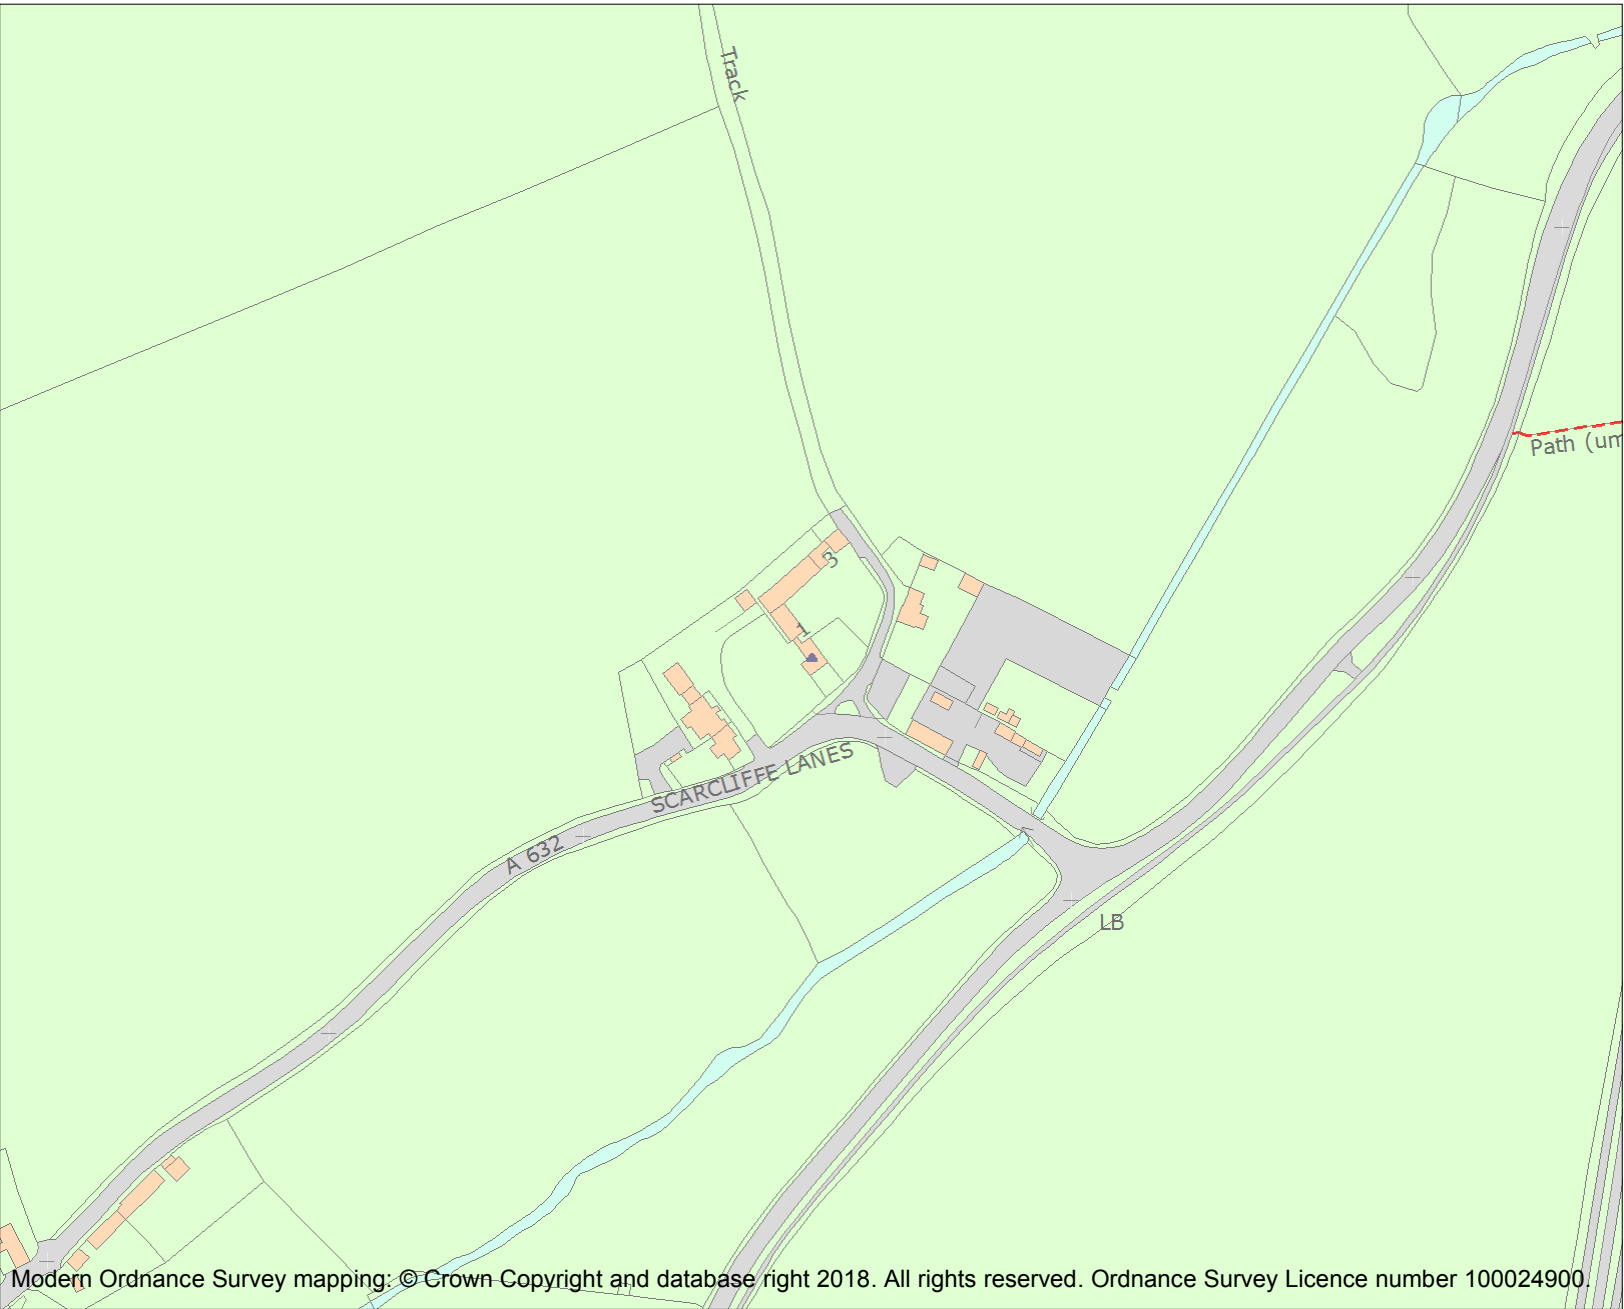 Track
Path (um
3
1
SCARCLIFFE LANES
A 632
LB
Modern Ordnance Survey mapping: © Crown Copyright and database right 2018. All rights reserved. Ordnance Survey Licence number 100024900.